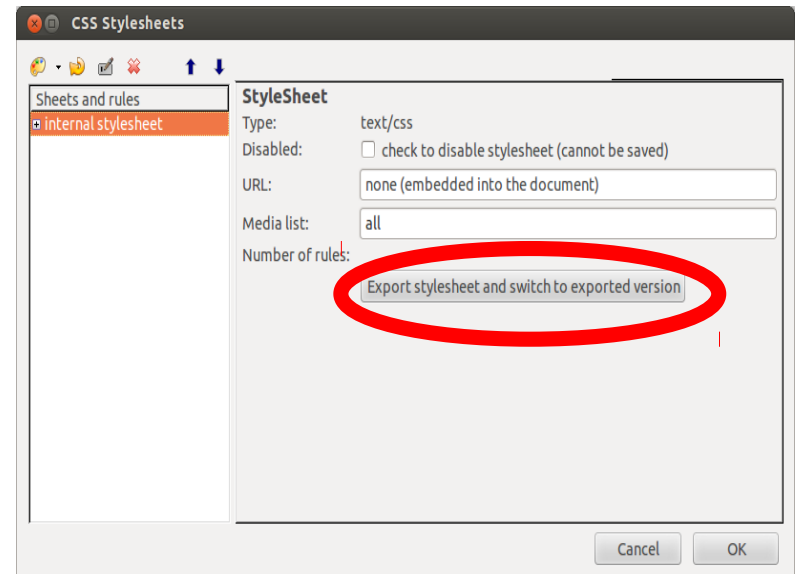 CSS Stylesheets
Sheets and rules
internal stylesheet
StyleSheet
Type: text/css
Disabled: check to disable stylesheet (cannot be saved)
URL: none (embedded into the document)
Media list: all
Number of rules:
Export stylesheet and switch to exported version
Cancel OK